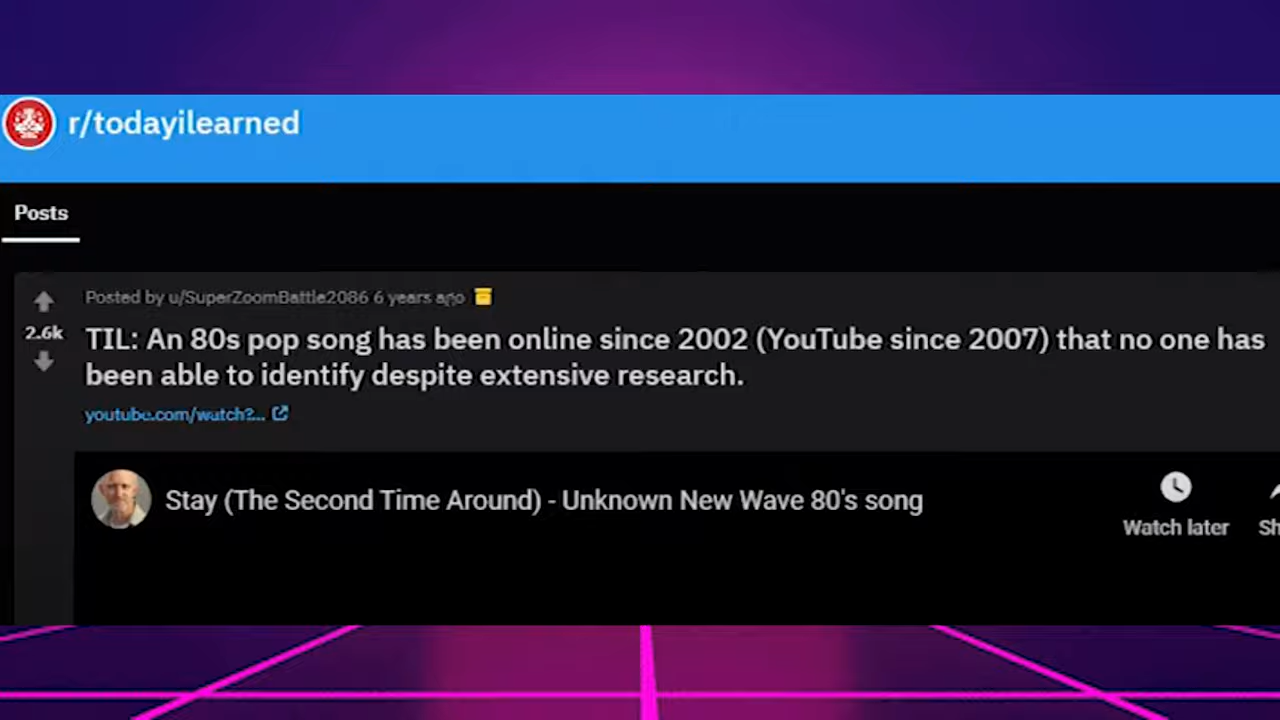 r/todayilearned
Posts
Posted by u/SuperZoomBattle2086 6 years ago
2.6k
TIL: An 80s pop song has been online since 2002 (YouTube since 2007) that no one has
been able to identify despite extensive research.
youtube.com/watch?...
Stay (The Second Time Around) - Unknown New Wave 80's song
Watch later
Sh